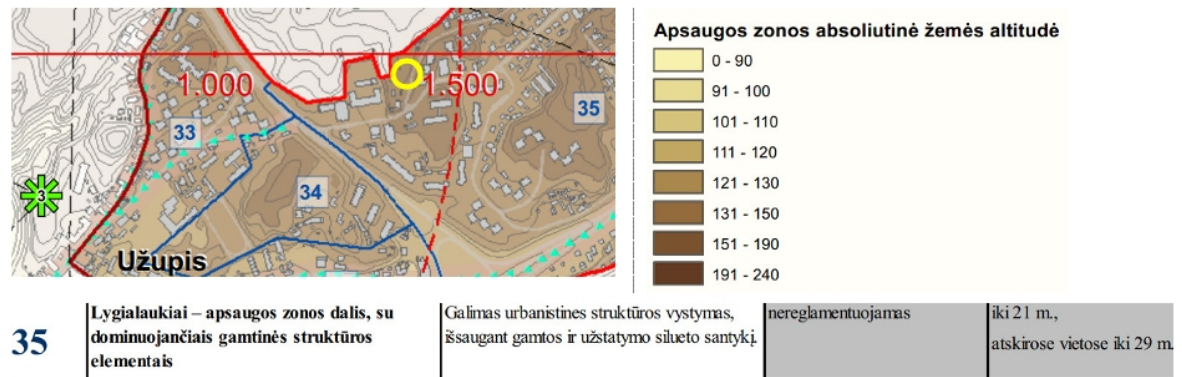 1.000
1.500
33
35
3
34
Užupis
Apsaugos zonos absoliutinė žemės altitudė
0 - 90
91 - 100
101 - 110
111 - 120
121 - 130
131 - 150
151 - 190
191 - 240
35
Lygialaukiai – apsaugos zonos dalis, su
dominuojančiais gamtinės struktūros
elementais
Galimas urbanistines struktūros vystymas,
išsaugant gamtos ir užstatymo silueto santykį.
nereglamentuojamas
iki 21 m.,
atskirose vietose iki 29 m.